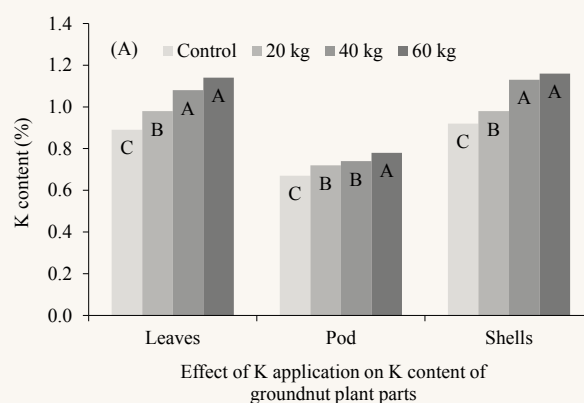 (A) Control 20 kg 40 kg 60 kg
K content (%)
1.4
1.2
1.0
0.8
0.6
0.4
0.2
0.0
C B A A
C B B A
C B A A
Leaves Pod Shells
Effect of K application on K content of
groundnut plant parts